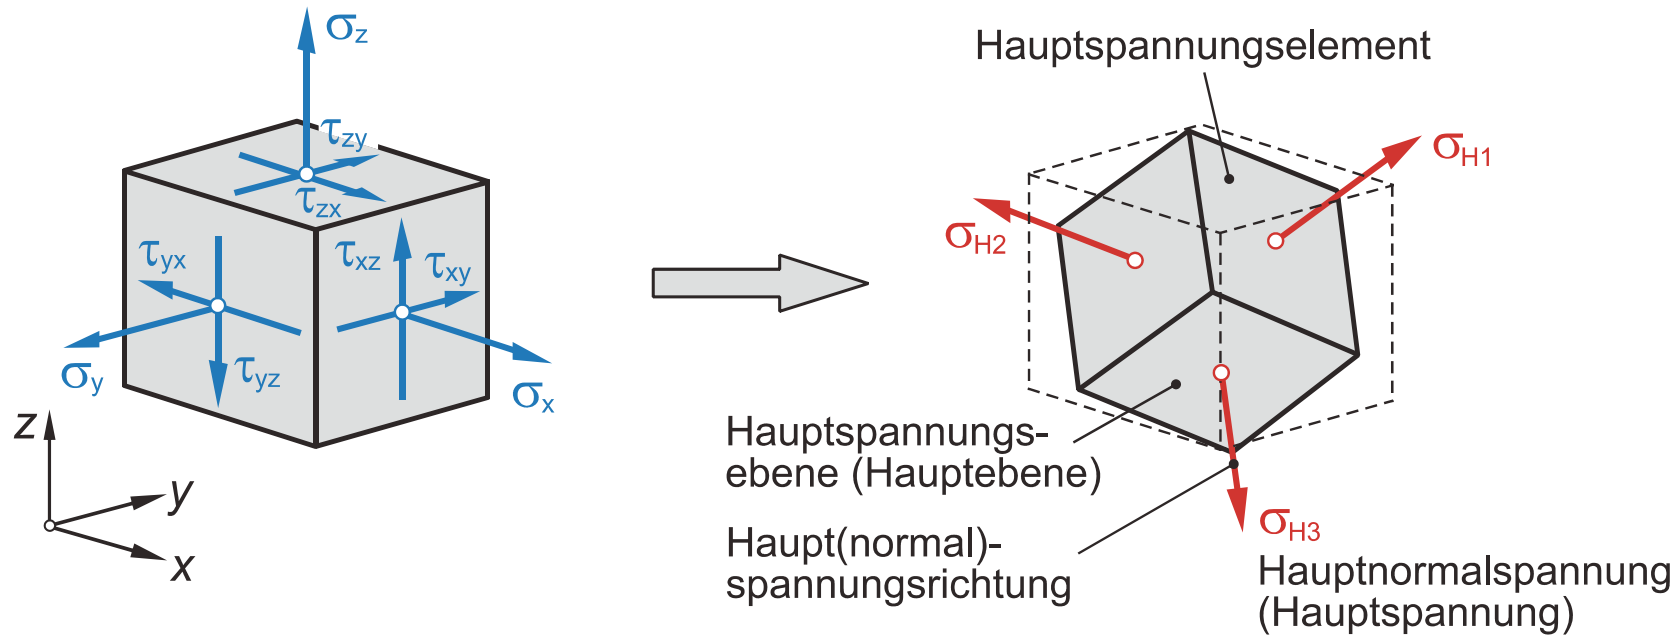 σz
τzy
τzx
τyx
τxz
τxy
σy
τyz
σx
z
y
x
Hauptspannungselement
σH1
σH2
Hauptspannungs-
ebene (Hauptebene)
Haupt(normal)-
spannungsrichtung
σH3
Hauptnormalspannung
(Hauptspannung)